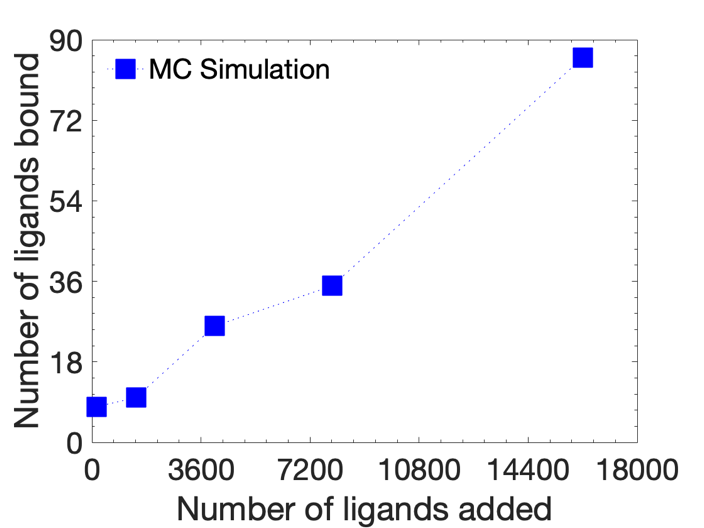 90
MC Simulation
72
54
36
18
0
Number of ligands bound
0 3600 7200 10800 14400 18000
Number of ligands added